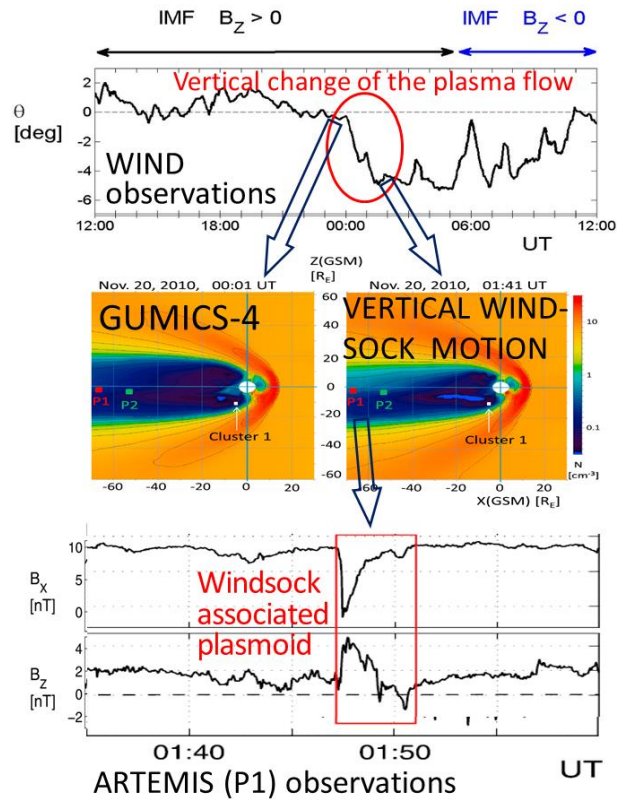 IMF B_Z > 0 IMF B_Z < 0
Vertical change of the plasma flow
Θ
[deg]
2
0
-2
-4
-6
WIND
observations
12:00 18:00 00:00 06:00 12:00
UT
Z(GSM)
[R_E]
Nov. 20, 2010, 00:01 UT Nov. 20, 2010, 01:41 UT
GUMICS-4
VERTICAL WIND-
SOCK MOTION
60
40
20
0
-20
-40
-60
P1 P2 P1 P2
Cluster 1 Cluster 1
10
1
0.1
N
[cm⁻³]
-60 -40 -20 0 20 -60 -40 -20 0 20
X(GSM) [R_E]
B_X
[nT]
10
5
0
Windsock
associated
plasmoid
B_Z
[nT]
4
2
0
−2
01:40 01:50
UT
ARTEMIS (P1) observations